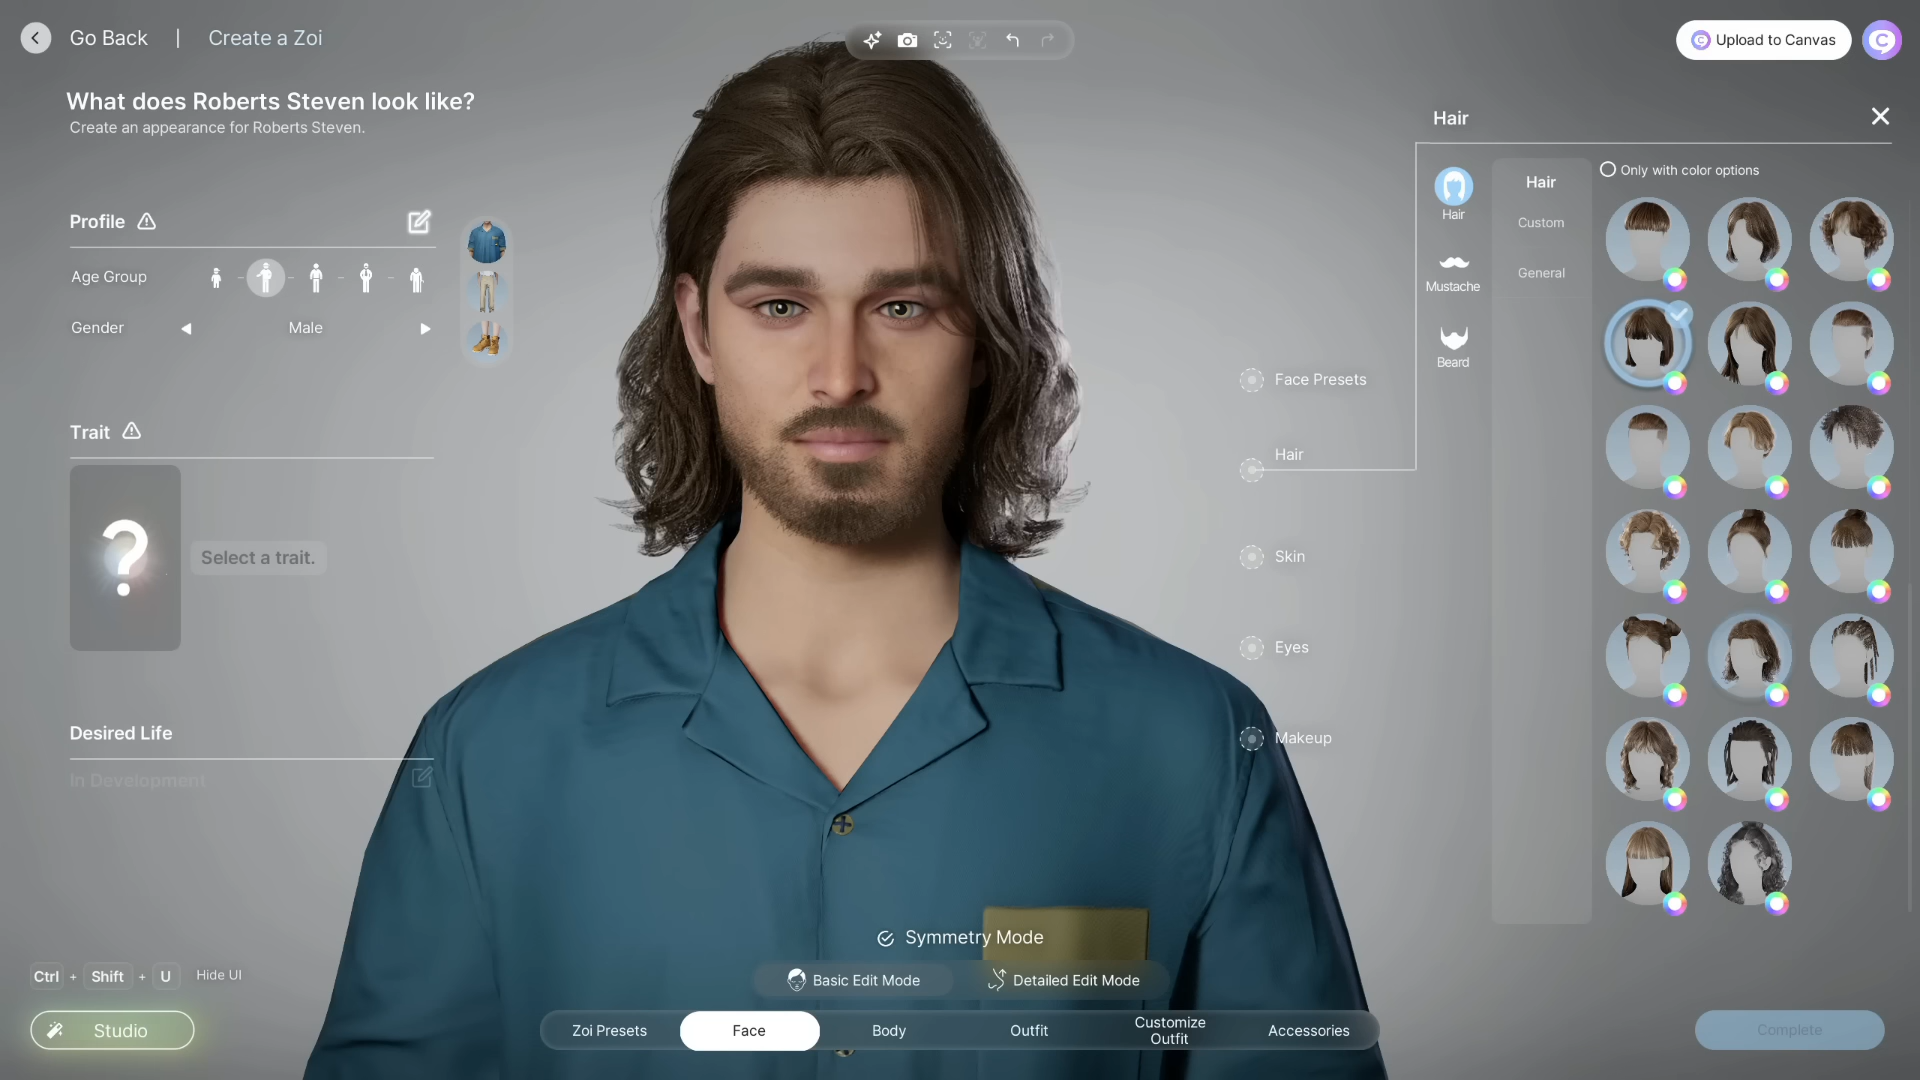 Go Back | Create a Zoi
Upload to Canvas
What does Roberts Steven look like?
Create an appearance for Roberts Steven.
Profile
Age Group
Gender
Male
Trait
Select a trait.
Desired Life
In Development
Ctrl + Shift + U Hide UI
Studio
Face Presets
Hair
Skin
Eyes
Makeup
Hair
Hair
Mustache
Beard
Hair
Custom
General
Only with color options
Symmetry Mode
Basic Edit Mode
Detailed Edit Mode
Zoi Presets
Face
Body
Outfit
Customize
Outfit
Accessories
Complete